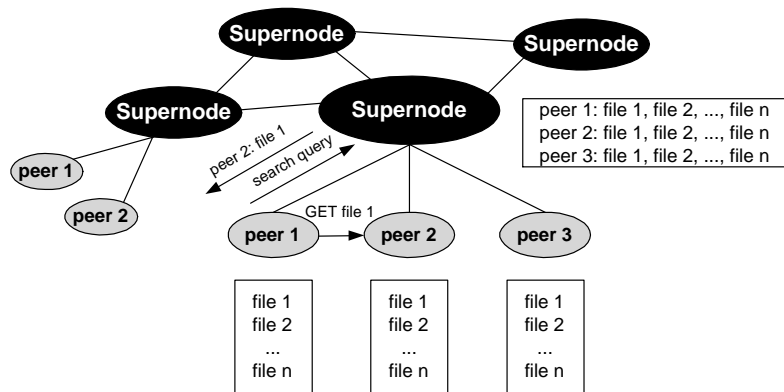 Supernode
Supernode
Supernode
Supernode
peer 1: file 1, file 2, ..., file n
peer 2: file 1, file 2, ..., file n
peer 3: file 1, file 2, ..., file n
peer 2: file 1
search query
peer 1
peer 2
GET file 1
peer 1
peer 2
peer 3
file 1
file 2
...
file n
file 1
file 2
...
file n
file 1
file 2
...
file n